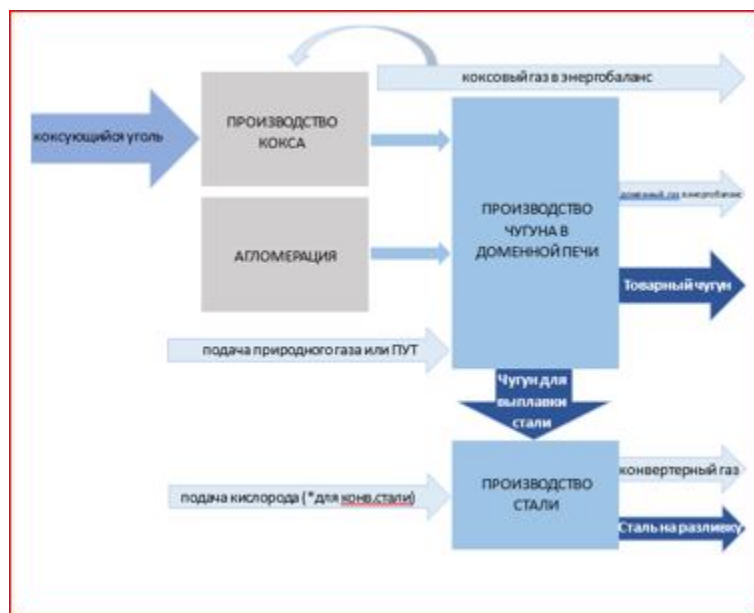 коксовый газ в энергобаланс
коксующийся уголь
ПРОИЗВОДСТВО
КОКСА
доменный газ в энергобаланс
ПРОИЗВОДСТВО
ЧУГУНА В
ДОМЕННОЙ ПЕЧИ
АГЛОМЕРАЦИЯ
Товарный чугун
подача природного газа или ПУТ
Чугун для
выплавки
стали
конвертерный газ
ПРОИЗВОДСТВО
СТАЛИ
подача кислорода (*для конв.стали)
Сталь на разливку